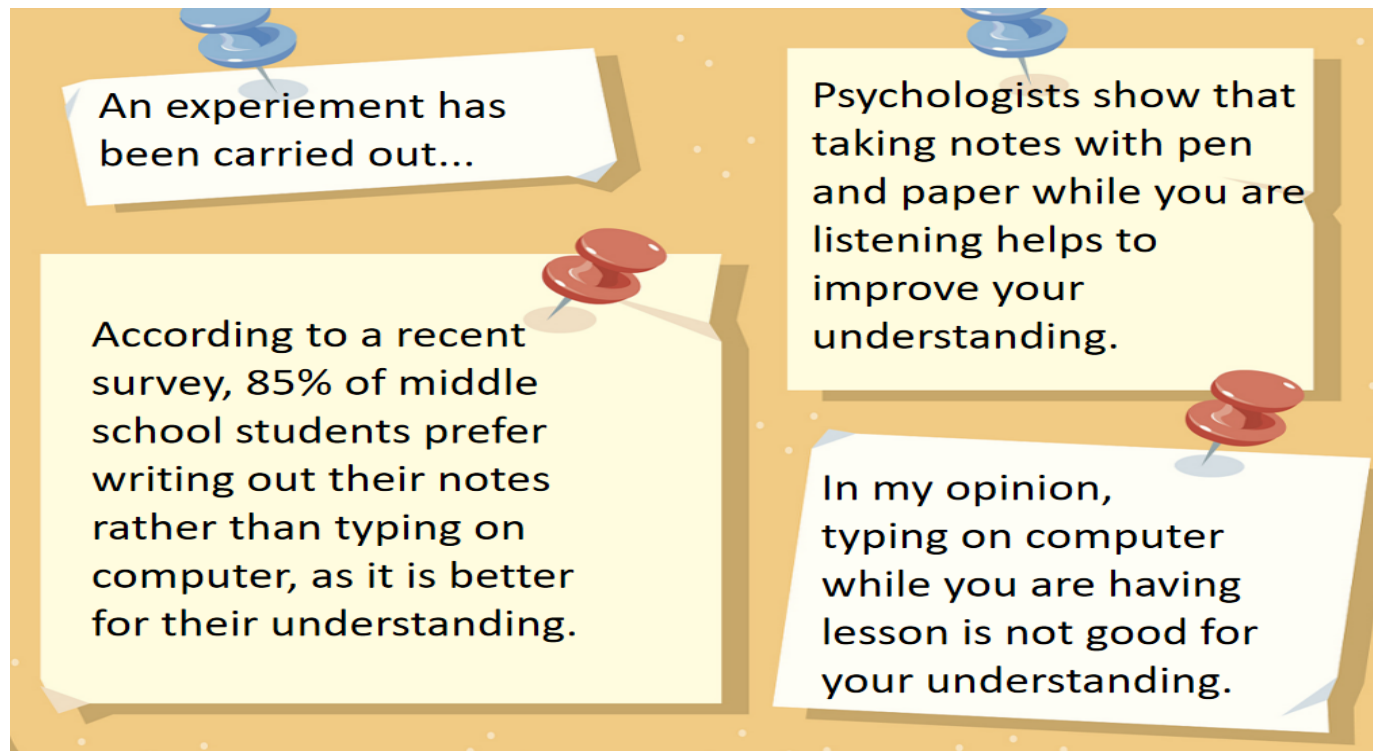 An experiement has
been carried out...
According to a recent
survey, 85% of middle
school students prefer
writing out their notes
rather than typing on
computer, as it is better
for their understanding.
Psychologists show that
taking notes with pen
and paper while you are
listening helps to
improve your
understanding.
In my opinion,
typing on computer
while you are having
lesson is not good for
your understanding.